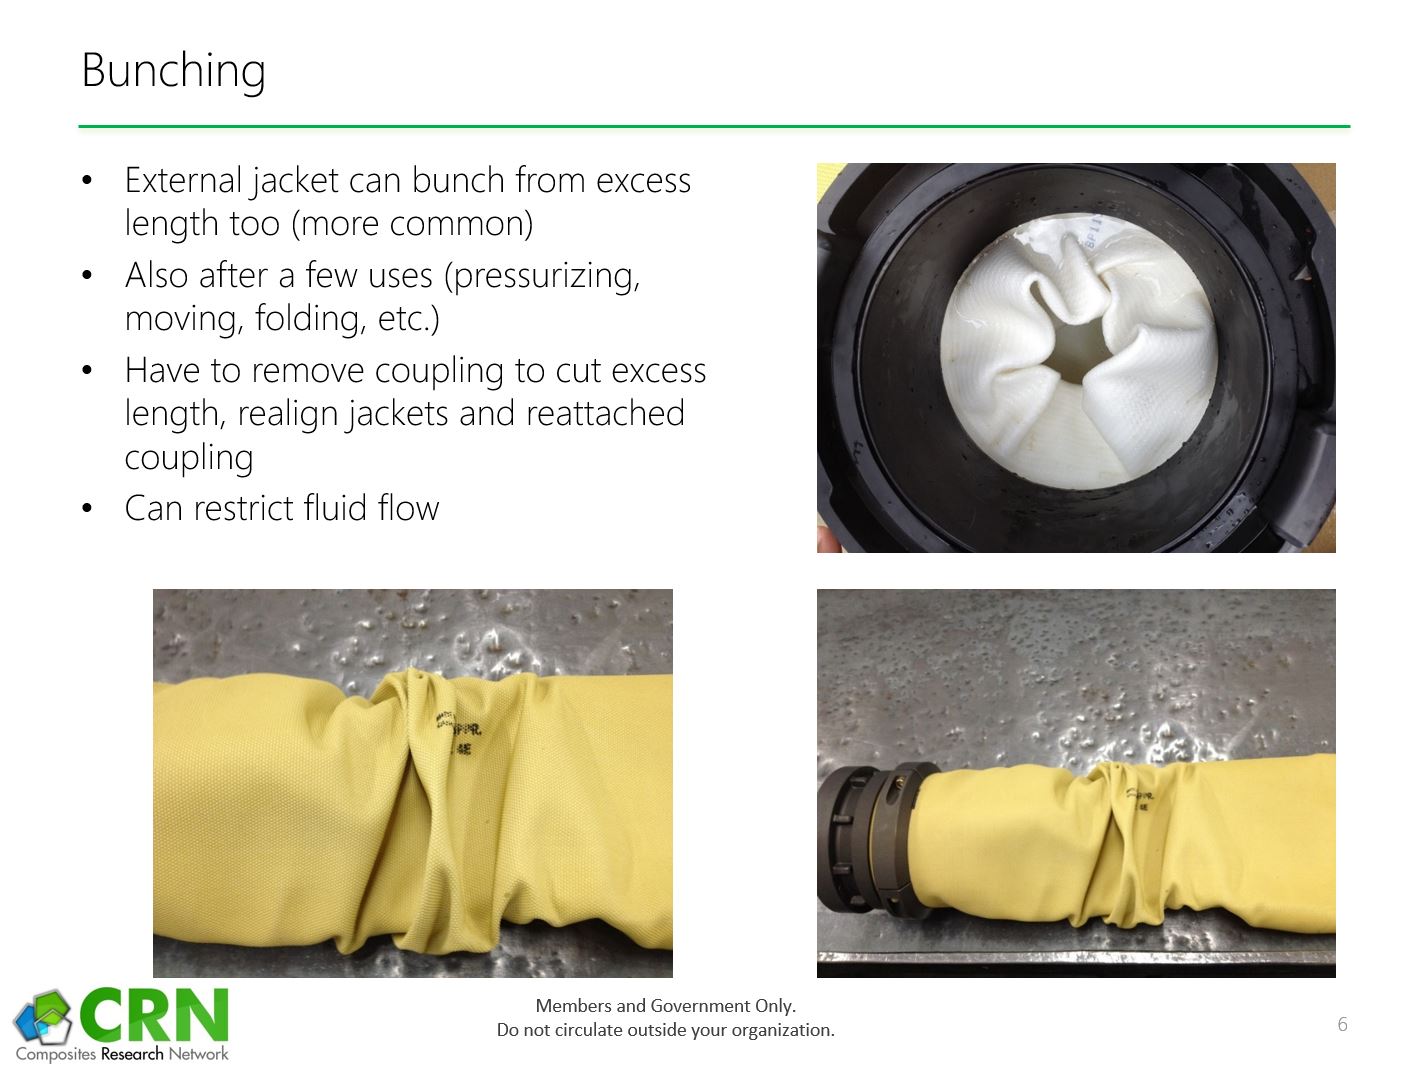 Bunching
• External jacket can bunch from excess
length too (more common)
• Also after a few uses (pressurizing,
moving, folding, etc.)
• Have to remove coupling to cut excess
length, realign jackets and reattached
coupling
• Can restrict fluid flow
CRN
Composites Research Network
Members and Government Only.
Do not circulate outside your organization.
6